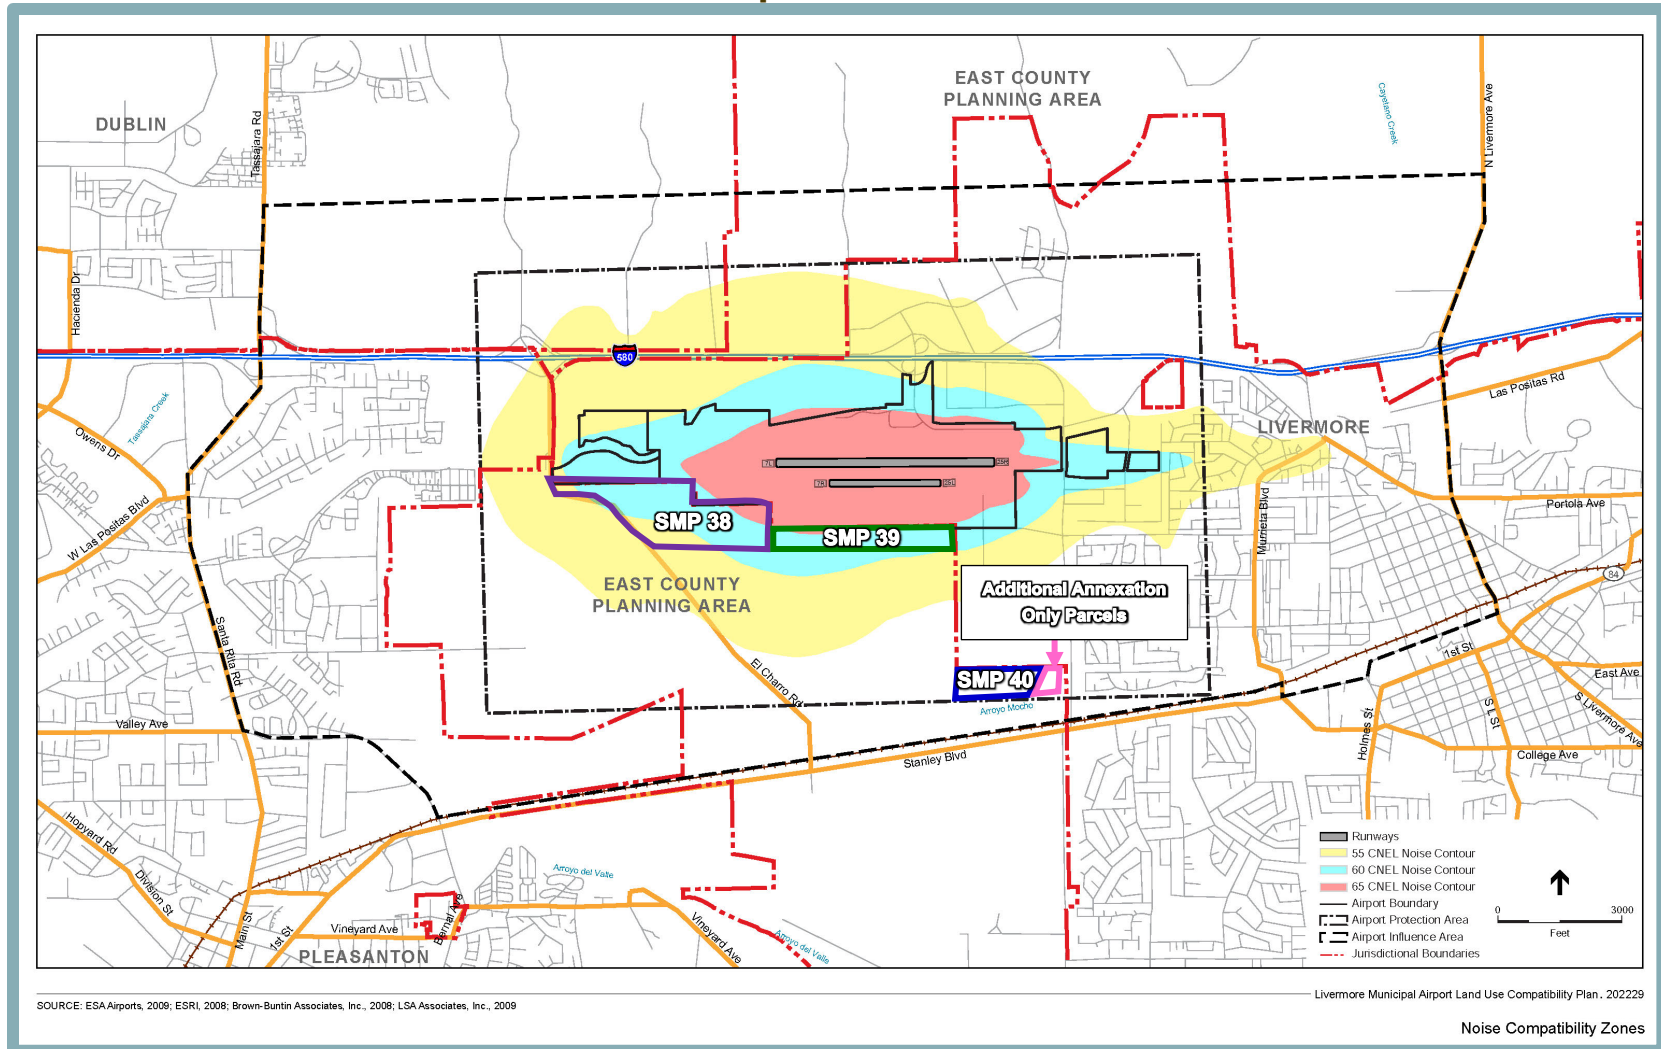 EAST COUNTY
PLANNING AREA
DUBLIN
Tassajara Rd
Cayetano Creek
N Livermore Ave
Hacienda Dr
580
Las Positas Rd
Tassajara Creek
Owens Dr
LIVERMORE
7L
25R
7R
25L
W Las Positas Blvd
SMP 38
SMP 39
Murrieta Blvd
Portola Ave
84
EAST COUNTY
PLANNING AREA
Additional Annexation
Only Parcels
Santa Rita Rd
El Charro Rd
SMP 40
Arroyo Mocho
1st St
East Ave
S Livermore Ave
S L St
Holmes St
College Ave
Valley Ave
Stanley Blvd
Hopyard Rd
Division St
Arroyo del Valle
Main St
1st St
Vineyard Ave
Bernal Ave
Vineyard Ave
Arroyo del Valle
PLEASANTON
Runways
55 CNEL Noise Contour
60 CNEL Noise Contour
65 CNEL Noise Contour
Airport Boundary
Airport Protection Area
Airport Influence Area
Jurisdictional Boundaries
0 3000
Feet
SOURCE: ESA Airports, 2009; ESRI, 2008; Brown-Buntin Associates, Inc., 2008; LSA Associates, Inc., 2009
Livermore Municipal Airport Land Use Compatibility Plan . 202229
Noise Compatibility Zones